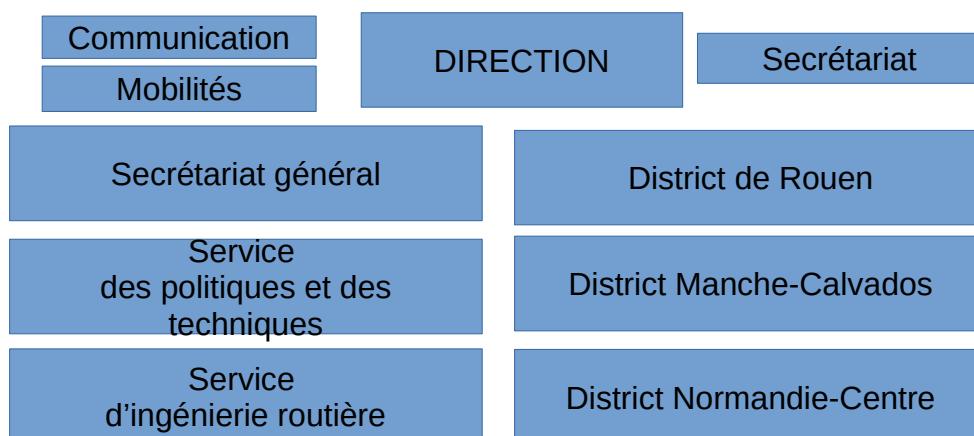 Communication
Mobilités
DIRECTION
Secrétariat
Secrétariat général
District de Rouen
Service
des politiques et des
techniques
District Manche-Calvados
Service
d’ingénierie routière
District Normandie-Centre